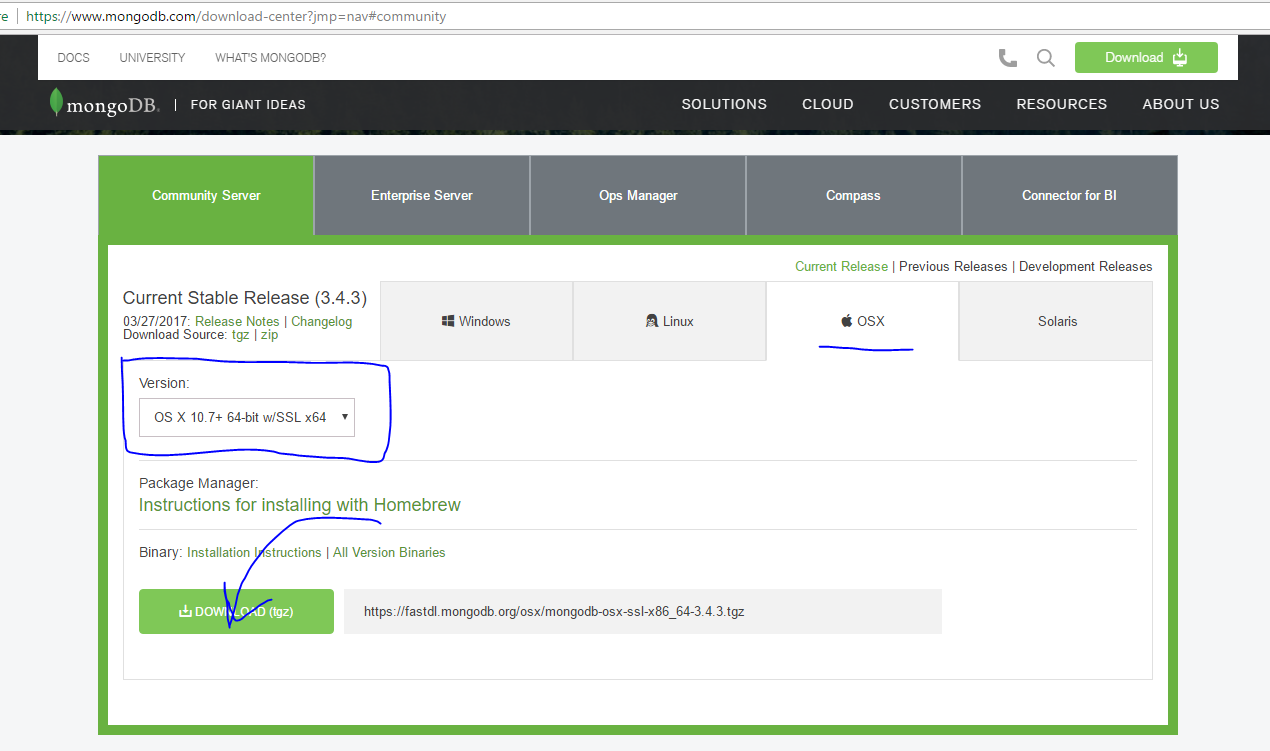 re https://www.mongodb.com/download-center?jmp=nav#community
DOCS UNIVERSITY WHAT'S MONGODB? Download
mongoDB. | FOR GIANT IDEAS SOLUTIONS CLOUD CUSTOMERS RESOURCES ABOUT US
Community Server Enterprise Server Ops Manager Compass Connector for BI
Current Release | Previous Releases | Development Releases
Current Stable Release (3.4.3)
03/27/2017: Release Notes | Changelog
Download Source: tgz | zip
Windows Linux OSX Solaris
Version:
OS X 10.7+ 64-bit w/SSL x64
Package Manager:
Instructions for installing with Homebrew
Binary: Installation Instructions | All Version Binaries
DOWNLOAD (tgz) https://fastdl.mongodb.org/osx/mongodb-osx-ssl-x86_64-3.4.3.tgz